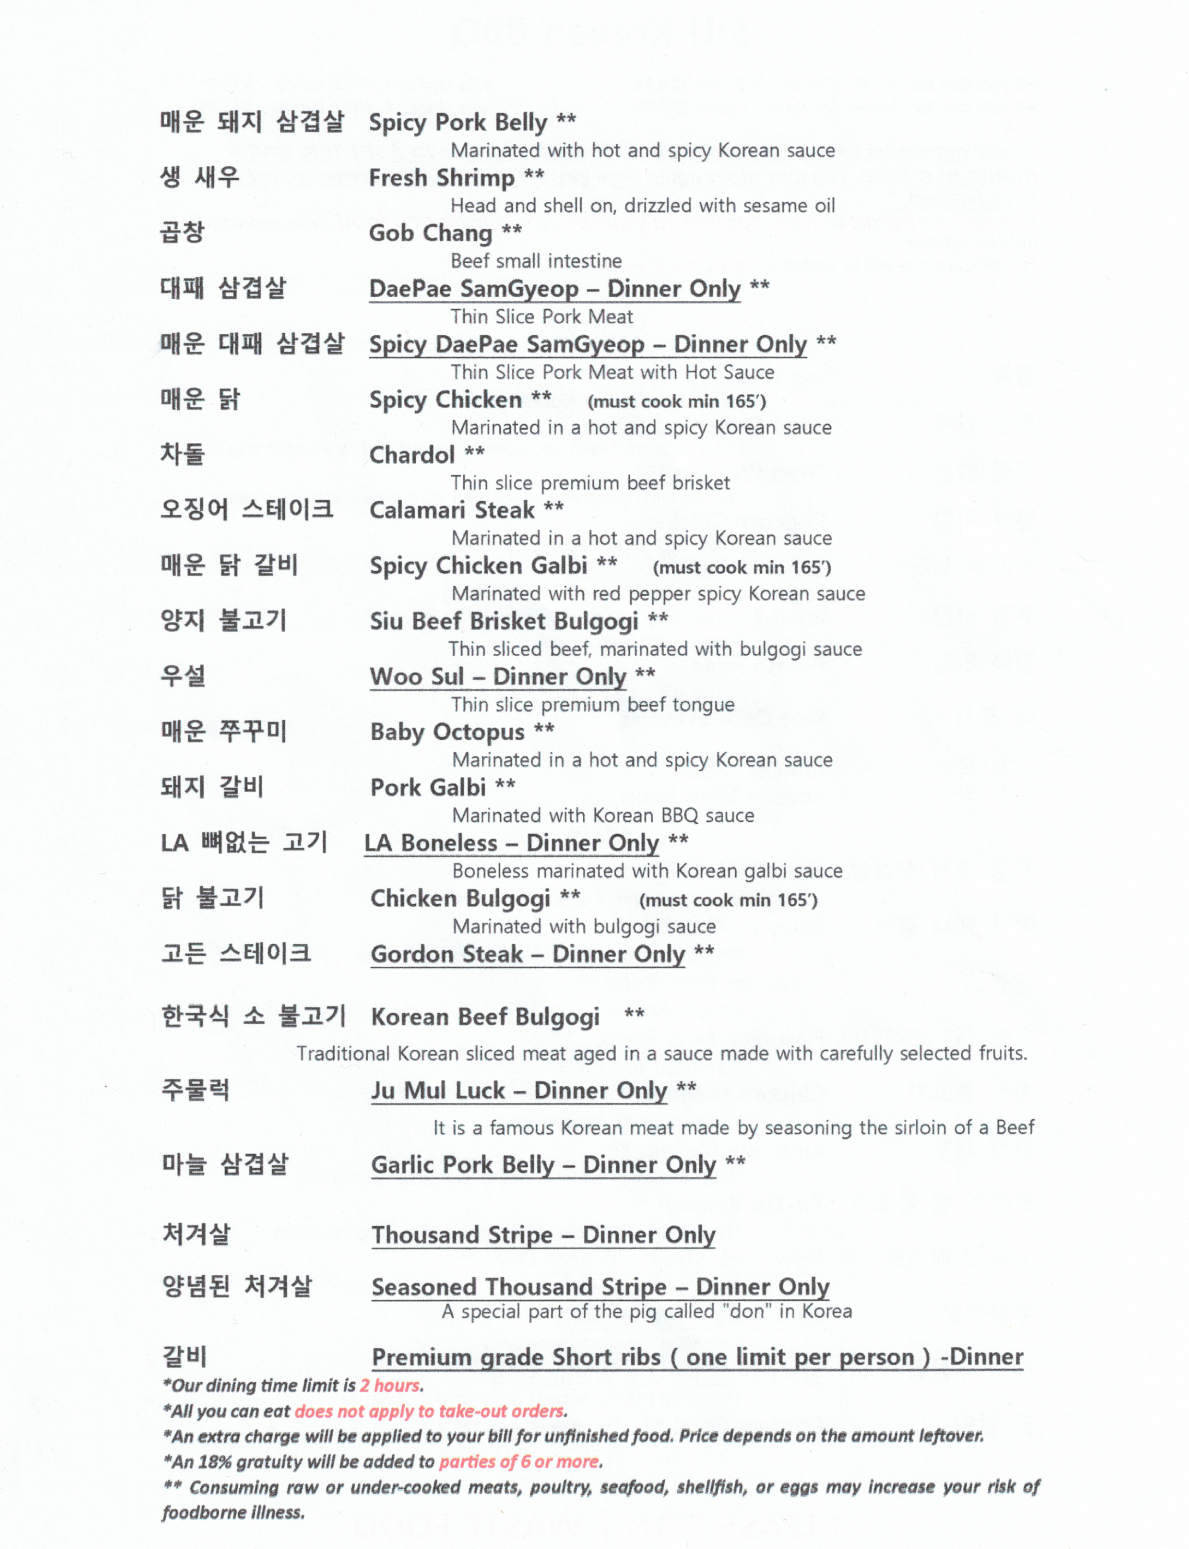 매운 돼지 삼겹살 Spicy Pork Belly **
Marinated with hot and spicy Korean sauce
생 새우 Fresh Shrimp **
Head and shell on, drizzled with sesame oil
곱창 Gob Chang **
Beef small intestine
대패 삼겹살 DaePae SamGyeop – Dinner Only **
Thin Slice Pork Meat
매운 대패 삼겹살 Spicy DaePae SamGyeop – Dinner Only **
Thin Slice Pork Meat with Hot Sauce
매운 닭 Spicy Chicken ** (must cook min 165')
Marinated in a hot and spicy Korean sauce
차돌 Chardol **
Thin slice premium beef brisket
오징어 스테이크 Calamari Steak **
Marinated in a hot and spicy Korean sauce
매운 닭 갈비 Spicy Chicken Galbi ** (must cook min 165')
Marinated with red pepper spicy Korean sauce
양지 불고기 Siu Beef Brisket Bulgogi **
Thin sliced beef, marinated with bulgogi sauce
우설 Woo Sul – Dinner Only **
Thin slice premium beef tongue
매운 쭈꾸미 Baby Octopus **
Marinated in a hot and spicy Korean sauce
돼지 갈비 Pork Galbi **
Marinated with Korean BBQ sauce
LA 뼈없는 고기 LA Boneless – Dinner Only **
Boneless marinated with Korean galbi sauce
닭 불고기 Chicken Bulgogi ** (must cook min 165')
Marinated with bulgogi sauce
고든 스테이크 Gordon Steak – Dinner Only **
한국식 소 불고기 Korean Beef Bulgogi **
Traditional Korean sliced meat aged in a sauce made with carefully selected fruits.
주물럭 Ju Mul Luck – Dinner Only **
It is a famous Korean meat made by seasoning the sirloin of a Beef
마늘 삼겹살 Garlic Pork Belly – Dinner Only **
처겨살 Thousand Stripe – Dinner Only
양념된 처겨살 Seasoned Thousand Stripe – Dinner Only
A special part of the pig called "don" in Korea
갈비 Premium grade Short ribs ( one limit per person ) -Dinner
*Our dining time limit is 2 hours.
*All you can eat does not apply to take-out orders.
*An extra charge will be applied to your bill for unfinished food. Price depends on the amount leftover.
*An 18% gratuity will be added to parties of 6 or more.
** Consuming raw or under-cooked meats, poultry, seafood, shellfish, or eggs may increase your risk of
foodborne illness.